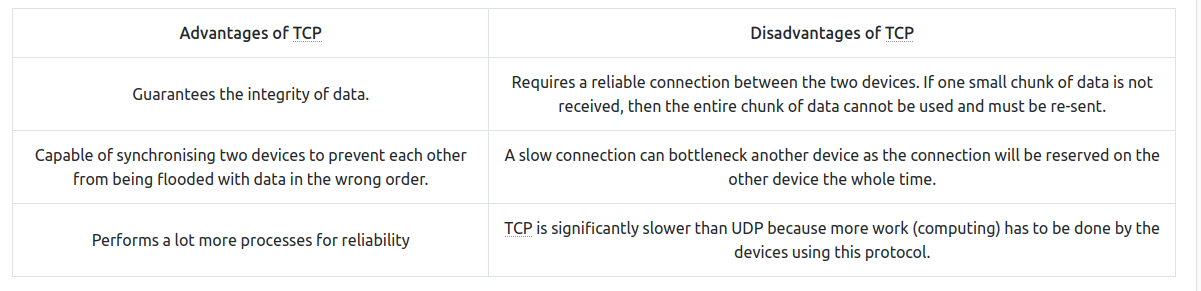 Advantages of TCP
Disadvantages of TCP
Guarantees the integrity of data.
Requires a reliable connection between the two devices. If one small chunk of data is not
received, then the entire chunk of data cannot be used and must be re-sent.
Capable of synchronising two devices to prevent each other
from being flooded with data in the wrong order.
A slow connection can bottleneck another device as the connection will be reserved on the
other device the whole time.
Performs a lot more processes for reliability
TCP is significantly slower than UDP because more work (computing) has to be done by the
devices using this protocol.